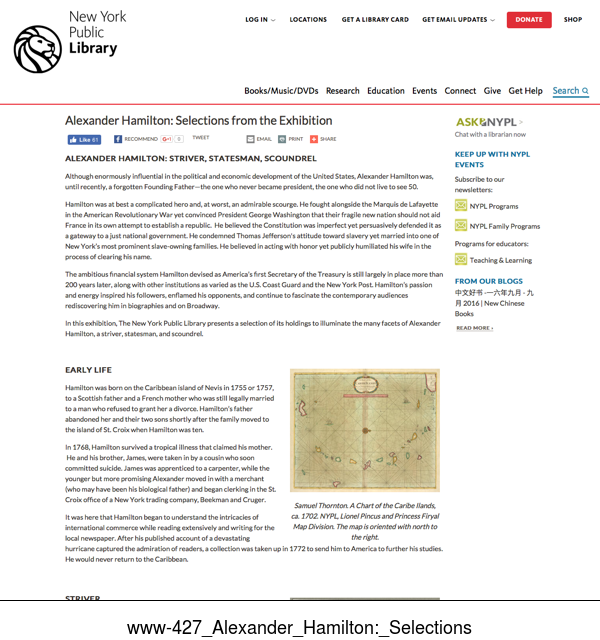 New York
Public
Library
LOG IN
LOCATIONS
GET A LIBRARY CARD
GET EMAIL UPDATES
DONATE
SHOP
Books/Music/DVDs Research Education Events Connect Give Get Help Search
Alexander Hamilton: Selections from the Exhibition
Like 51
RECOMMEND
0
TWEET
EMAIL
PRINT
SHARE
ALEXANDER HAMILTON: STRIVER, STATESMAN, SCOUNDREL
Although enormously influential in the political and economic development of the United States, Alexander Hamilton was,
until recently, a forgotten Founding Father—the one who never became president, the one who did not live to see 50.
Hamilton was at best a complicated hero and, at worst, an admirable scourge. He fought alongside the Marquis de Lafayette
in the American Revolutionary War yet convinced President George Washington that their fragile new nation should not aid
France in its own attempt to establish a republic. He believed the Constitution was imperfect yet persuasively defended it as
a gateway to a just national government. He condemned Thomas Jefferson's attitude toward slavery yet married into one of
New York's most prominent slave-owning families. He believed in acting with honor yet publicly humiliated his wife in the
process of clearing his name.
The ambitious financial system Hamilton devised as America's first Secretary of the Treasury is still largely in place more than
200 years later, along with other institutions as varied as the U.S. Coast Guard and the New York Post. Hamilton's passion
and energy inspired his followers, enflamed his opponents, and continue to fascinate the contemporary audiences
rediscovering him in biographies and on Broadway.
In this exhibition, The New York Public Library presents a selection of its holdings to illuminate the many facets of Alexander
Hamilton, a striver, statesman, and scoundrel.
EARLY LIFE
Hamilton was born on the Caribbean island of Nevis in 1755 or 1757,
to a Scottish father and a French mother who was still legally married
to a man who refused to grant her a divorce. Hamilton's father
abandoned her and their two sons shortly after the family moved to
the island of St. Croix when Hamilton was ten.
In 1768, Hamilton survived a tropical illness that claimed his mother.
He and his brother, James, were taken in by a cousin who soon
committed suicide. James was apprenticed to a carpenter, while the
younger but more promising Alexander moved in with a merchant
(who may have been his biological father) and began clerking in the St.
Croix office of a New York trading company, Beekman and Cruger.
It was here that Hamilton began to understand the intricacies of
international commerce while reading extensively and writing for the
local newspaper. After his published account of a devastating
hurricane captured the admiration of readers, a collection was taken up in 1772 to send him to America to further his studies.
He would never return to the Caribbean.
Samuel Thornton. A Chart of the Caribe Ilands,
ca. 1702. NYPL, Lionel Pincus and Princess Firyal
Map Division. The map is oriented with north to
the right.
STRIVER
ASK NYPL >
Chat with a librarian now
KEEP UP WITH NYPL
EVENTS
Subscribe to our
newsletters:
NYPL Programs
NYPL Family Programs
Programs for educators:
Teaching & Learning
FROM OUR BLOGS
中文好书 -一六年九月 - 九
月 2016 | New Chinese
Books
READ MORE ›
www-427_Alexander_Hamilton:_Selections